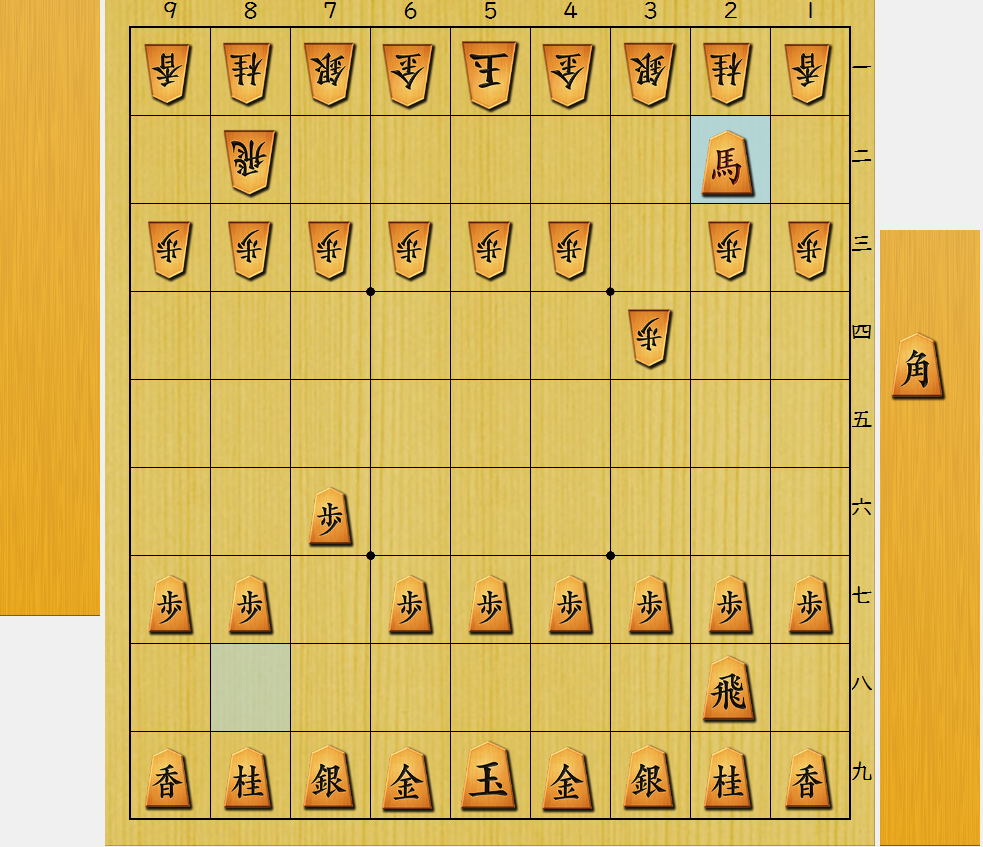 9 8 7 6 5 4 3 2 1
香 桂 銀 金 王 金 銀 桂 香 一
飛 馬 二
歩 歩 歩 歩 歩 歩 歩 歩 三
歩 四
角
五
歩 六
歩 歩 歩 歩 歩 歩 歩 歩 七
飛 八
香 桂 銀 金 玉 金 銀 桂 香 九